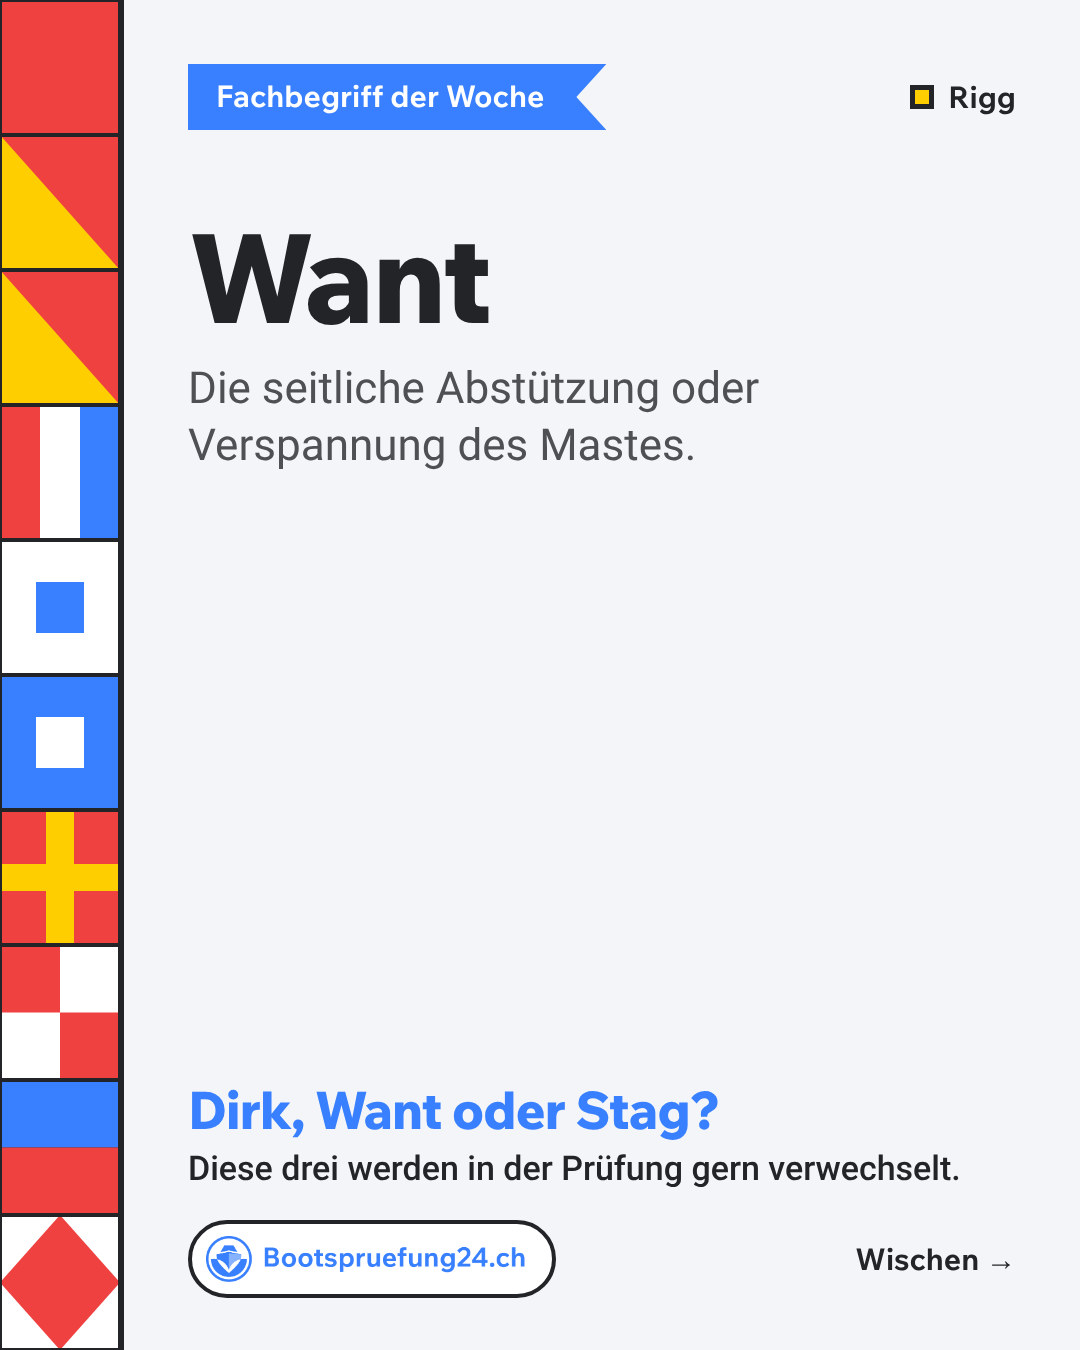 Fachbegriff der Woche
Rigg
Want
Die seitliche Abstützung oder
Verspannung des Mastes.
Dirk, Want oder Stag?
Diese drei werden in der Prüfung gern verwechselt.
Bootspruefung24.ch
Wischen →